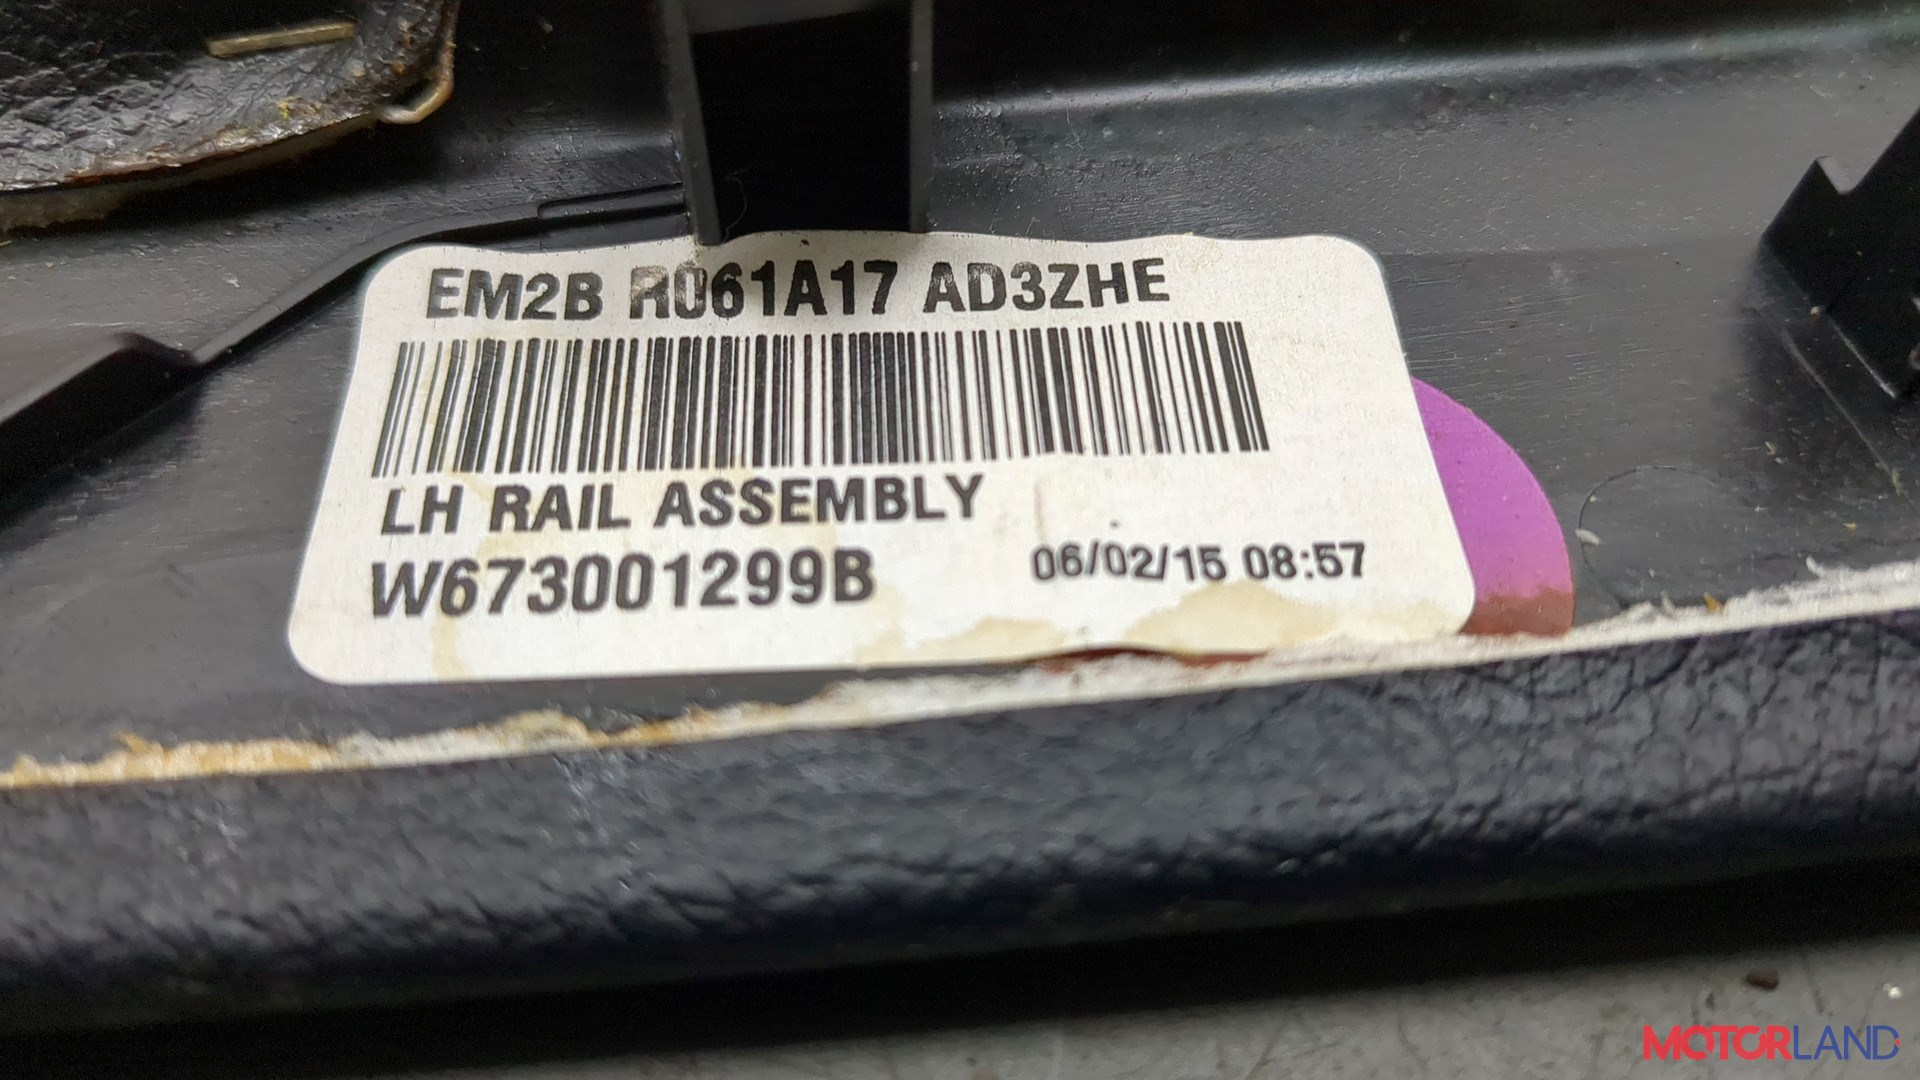 EM2B R061A17 AD3ZHE
LH RAIL ASSEMBLY
W673001299B
06/02/15 08:57
MOTORLAND